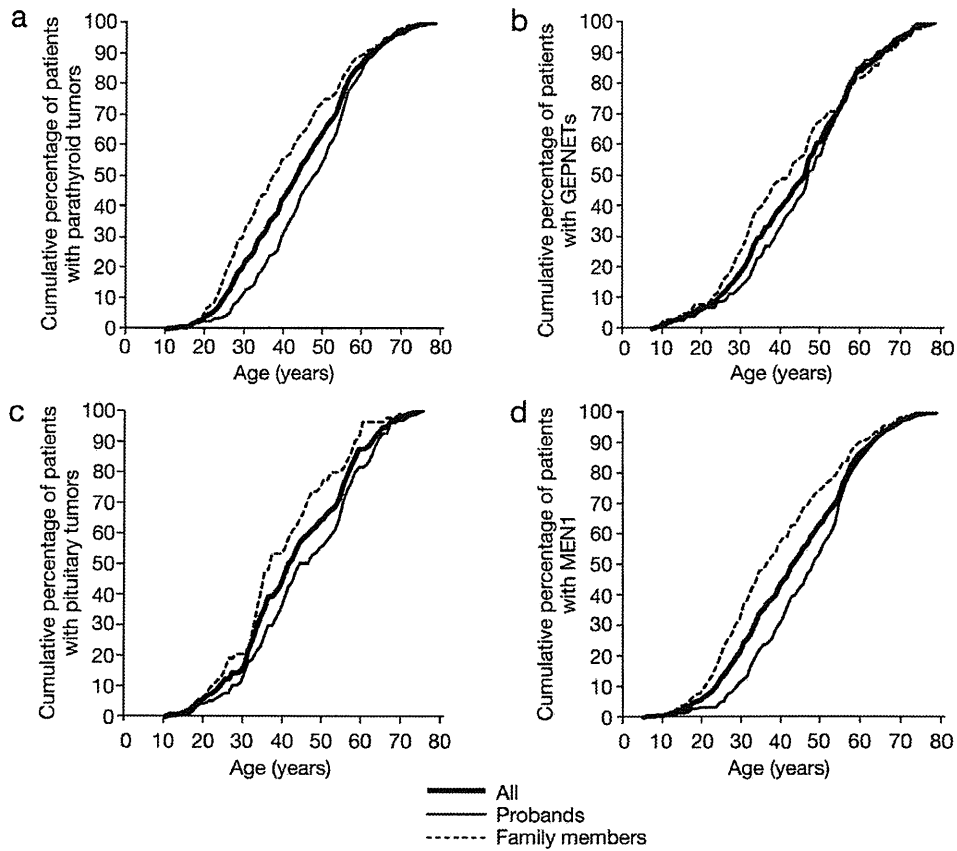 a
Cumulative percentage of patients
with parathyroid tumors
100
90
80
70
60
50
40
30
20
10
0
0 10 20 30 40 50 60 70 80
Age (years)
b
Cumulative percentage of patients
with GEPNETs
100
90
80
70
60
50
40
30
20
10
0
0 10 20 30 40 50 60 70 80
Age (years)
c
Cumulative percentage of patients
with pituitary tumors
100
90
80
70
60
50
40
30
20
10
0
0 10 20 30 40 50 60 70 80
Age (years)
d
Cumulative percentage of patients
with MEN1
100
90
80
70
60
50
40
30
20
10
0
0 10 20 30 40 50 60 70 80
Age (years)
All
Probands
Family members